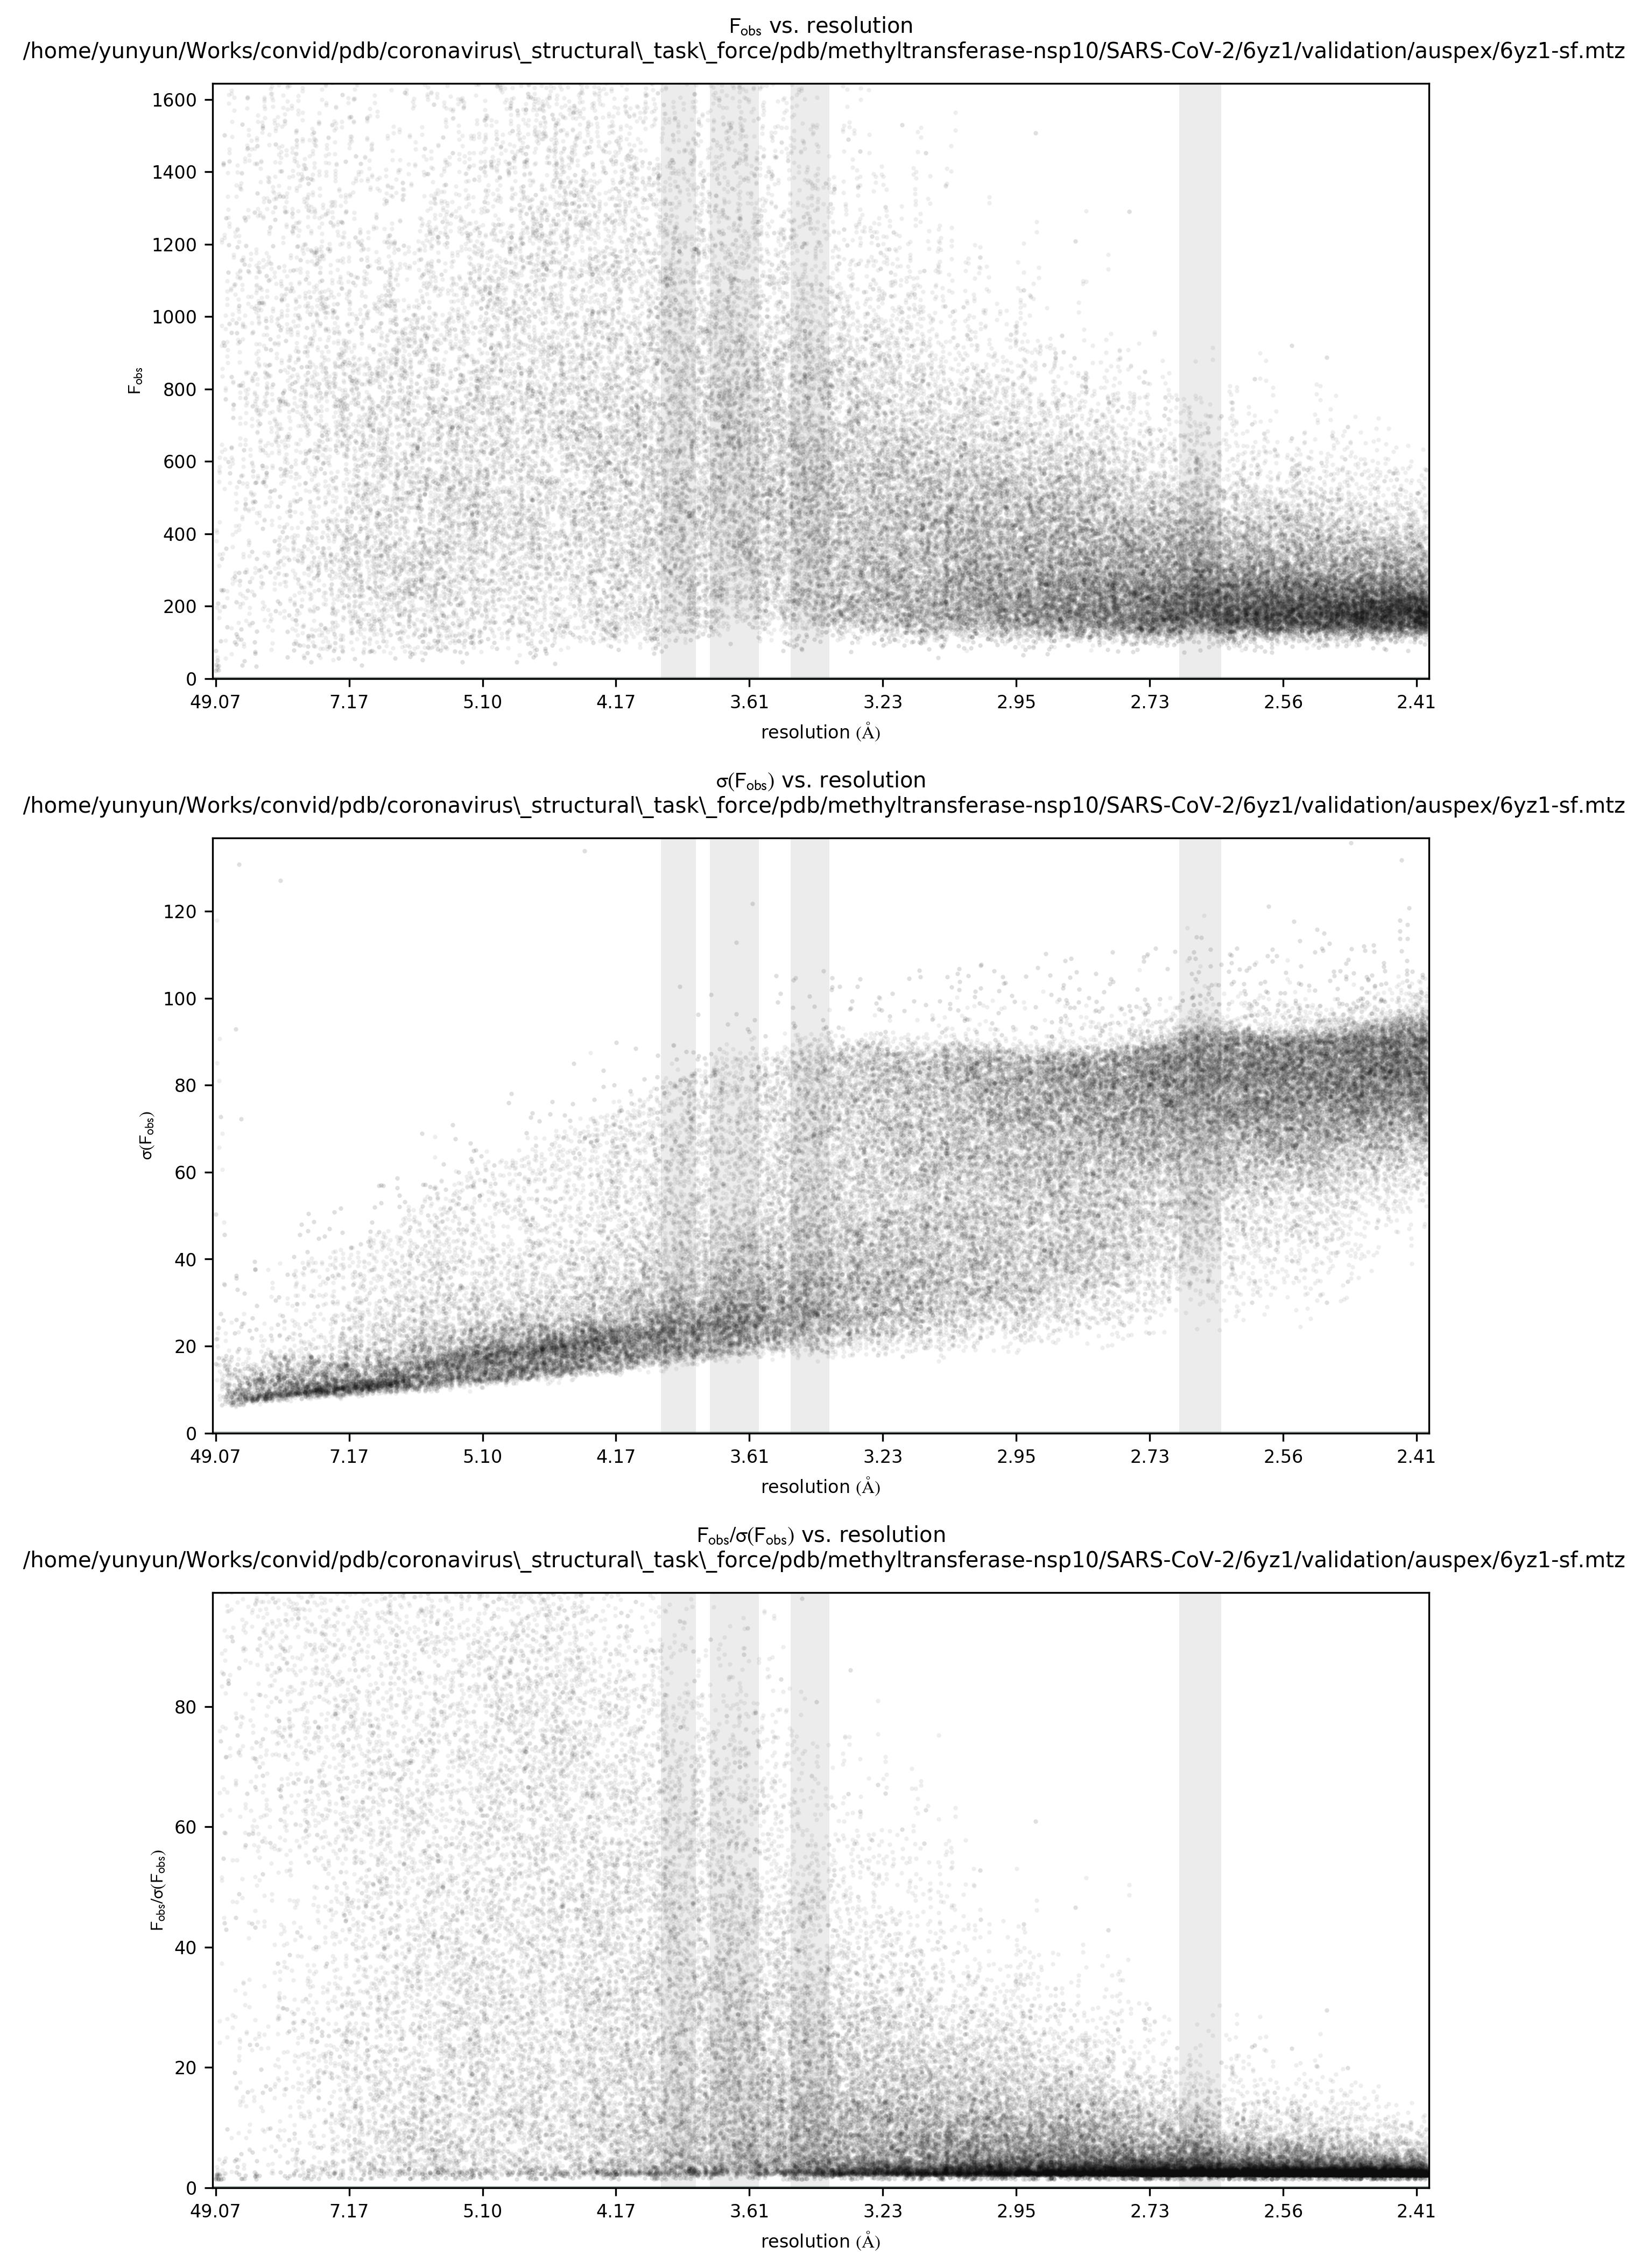 Fobs vs. resolution
/home/yunyun/Works/convid/pdb/coronavirus\_structural\_task\_force/pdb/methyltransferase-nsp10/SARS-CoV-2/6yz1/validation/auspex/6yz1-sf.mtz
1600
1400
1200
1000
800
600
400
200
0
Fobs
49.07 7.17 5.10 4.17 3.61 3.23 2.95 2.73 2.56 2.41
resolution (Å)
σ(Fobs) vs. resolution
/home/yunyun/Works/convid/pdb/coronavirus\_structural\_task\_force/pdb/methyltransferase-nsp10/SARS-CoV-2/6yz1/validation/auspex/6yz1-sf.mtz
120
100
80
60
40
20
0
σ(Fobs)
49.07 7.17 5.10 4.17 3.61 3.23 2.95 2.73 2.56 2.41
resolution (Å)
Fobs/σ(Fobs) vs. resolution
/home/yunyun/Works/convid/pdb/coronavirus\_structural\_task\_force/pdb/methyltransferase-nsp10/SARS-CoV-2/6yz1/validation/auspex/6yz1-sf.mtz
80
60
40
20
0
Fobs/σ(Fobs)
49.07 7.17 5.10 4.17 3.61 3.23 2.95 2.73 2.56 2.41
resolution (Å)